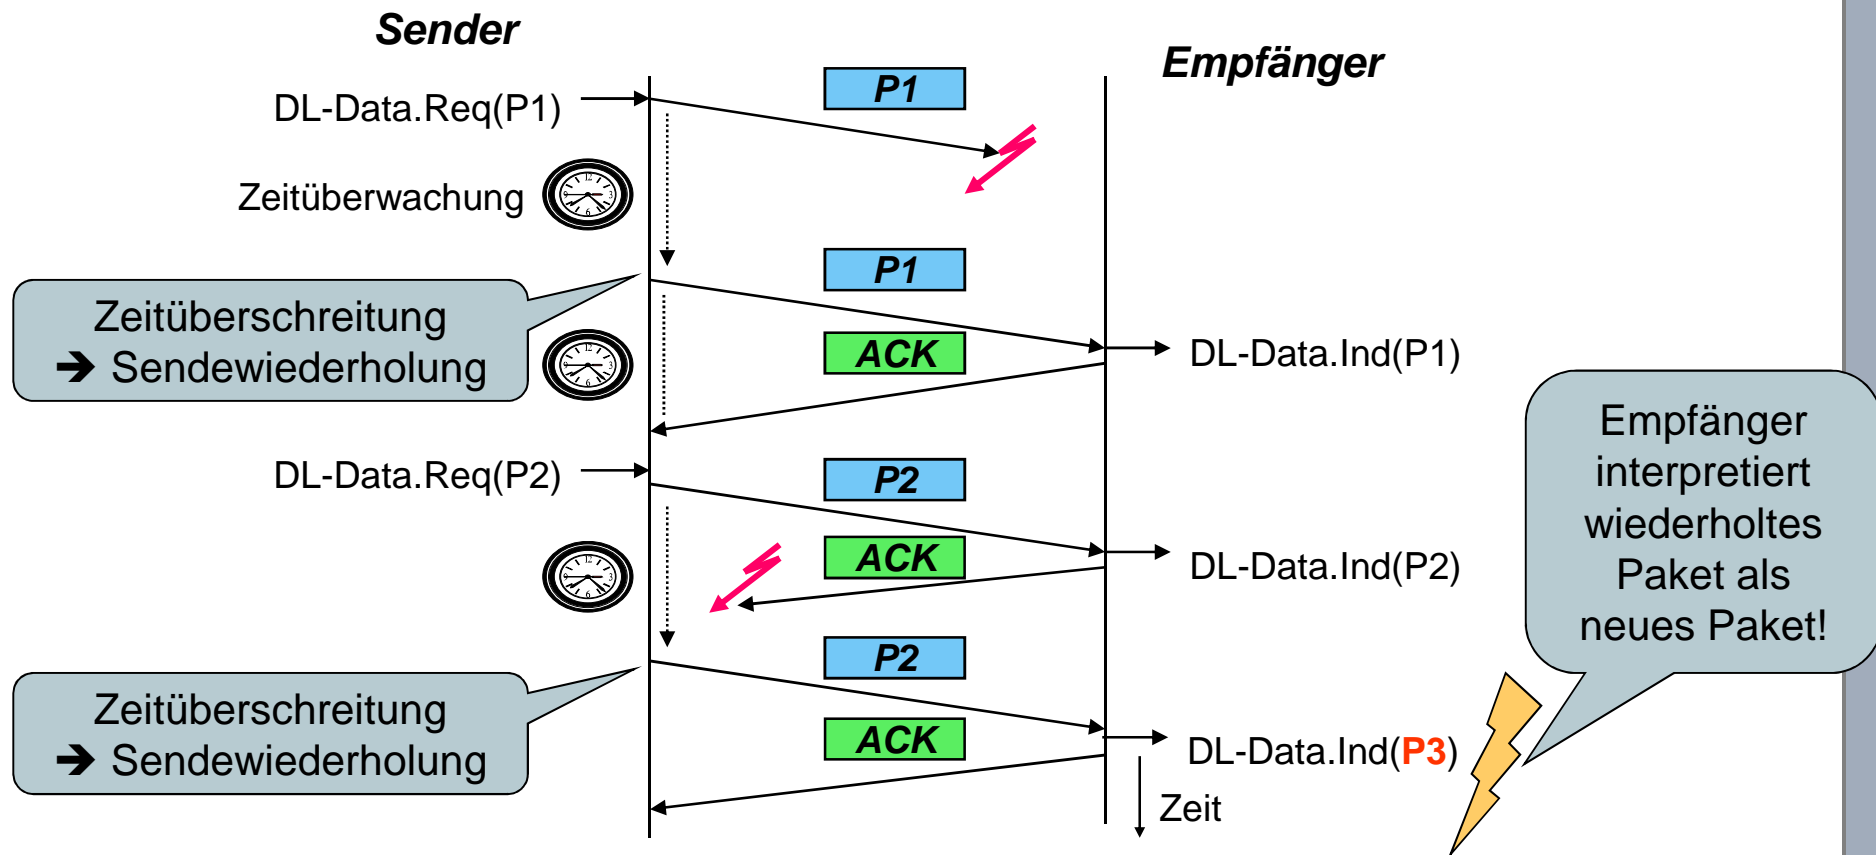 Sender
Empfänger
P1
DL-Data.Req(P1)
Zeitüberwachung
P1
Zeitüberschreitung
➔ Sendewiederholung
ACK
DL-Data.Ind(P1)
DL-Data.Req(P2)
P2
ACK
DL-Data.Ind(P2)
Empfänger
interpretiert
wiederholtes
Paket als
neues Paket!
P2
Zeitüberschreitung
➔ Sendewiederholung
ACK
DL-Data.Ind(P3)
Zeit